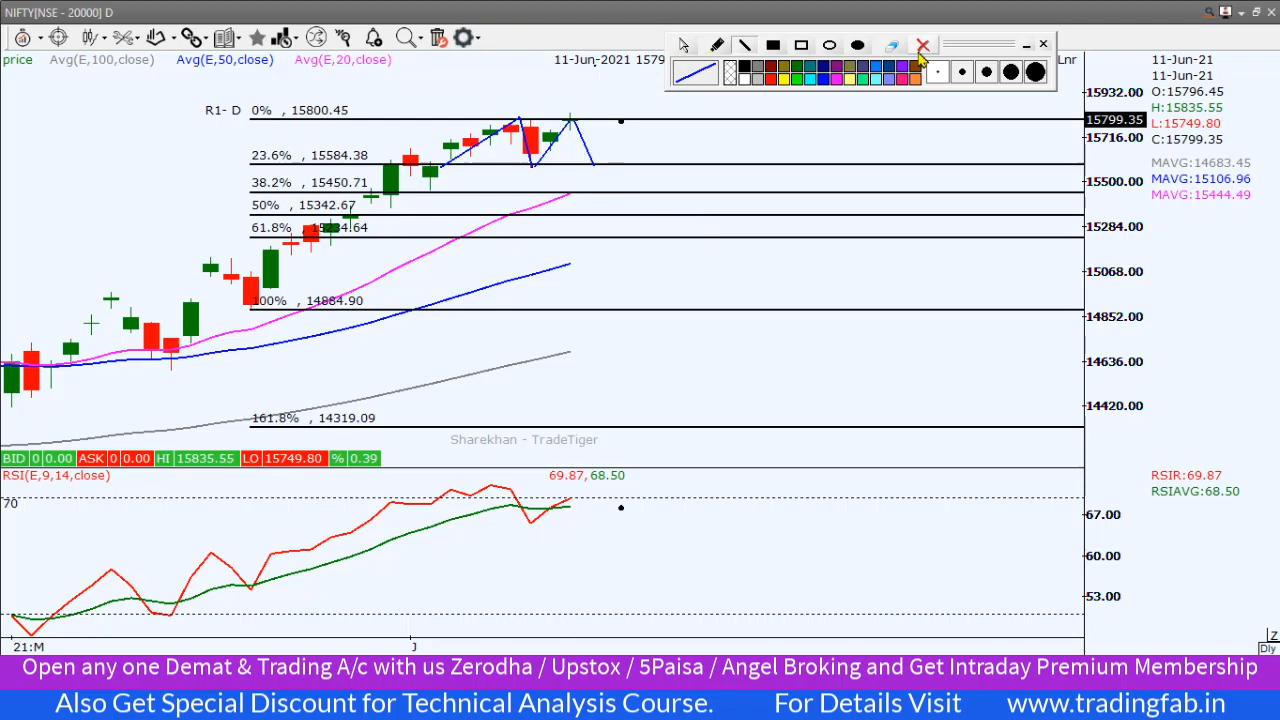 NIFTY[NSE - 20000] D
price Avg(E,100,close) Avg(E,50,close) Avg(E,20,close)
11-Jun-2021 1579
Lnr
11-Jun-21
11-Jun-21
O:15796.45
H:15835.55
L:15749.80
C:15799.35
MAVG:14683.45
MAVG:15106.96
MAVG:15444.49
15932.00
15799.35
15716.00
15500.00
15284.00
15068.00
14852.00
14636.00
14420.00
R1- D 0% , 15800.45
23.6% , 15584.38
38.2% , 15450.71
50% , 15342.67
61.8% , 15234.64
100% , 14884.90
161.8% , 14319.09
Sharekhan - TradeTiger
BID 0 0.00 ASK 0 0.00 HI 15835.55 LO 15749.80 % 0.39
RSI(E,9,14,close) 69.87, 68.50
RSIR:69.87
RSIAVG:68.50
70
67.00
60.00
53.00
21:M J
Z
Dly
Open any one Demat & Trading A/c with us Zerodha / Upstox / 5Paisa / Angel Broking and Get Intraday Premium Membership
Also Get Special Discount for Technical Analysis Course. For Details Visit www.tradingfab.in